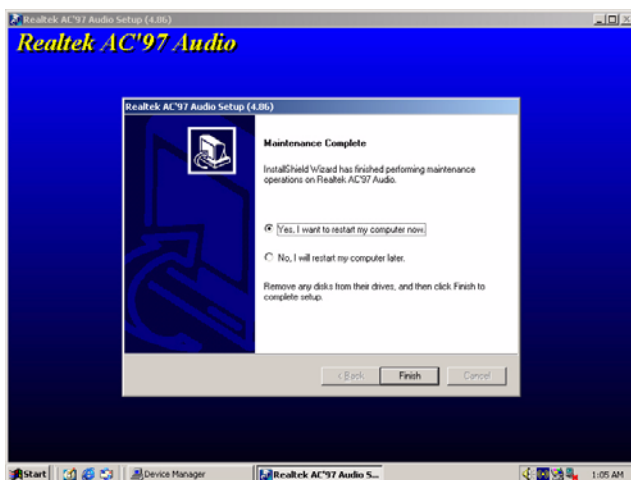 Realtek AC'97 Audio Setup (4.86)
Realtek AC'97 Audio
Realtek AC'97 Audio Setup (4.86)
Maintenance Complete
InstallShield Wizard has finished performing maintenance
operations on Realtek AC'97 Audio.
Yes, I want to restart my computer now.
No, I will restart my computer later.
Remove any disks from their drives, and then click Finish to
complete setup.
< Back
Finish
Cancel
Start
Device Manager
Realtek AC'97 Audio S...
1:05 AM